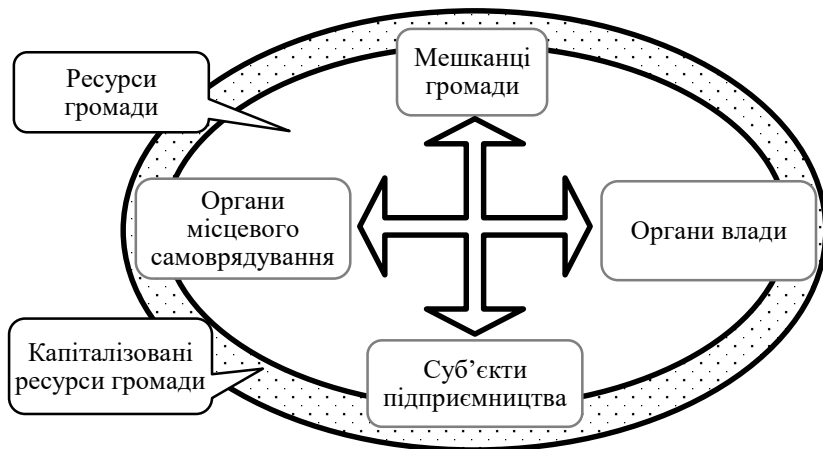 Мешканці
громади
Ресурси
громади
Органи
місцевого
самоврядування
Органи влади
Капіталізовані
ресурси громади
Суб’єкти
підприємництва